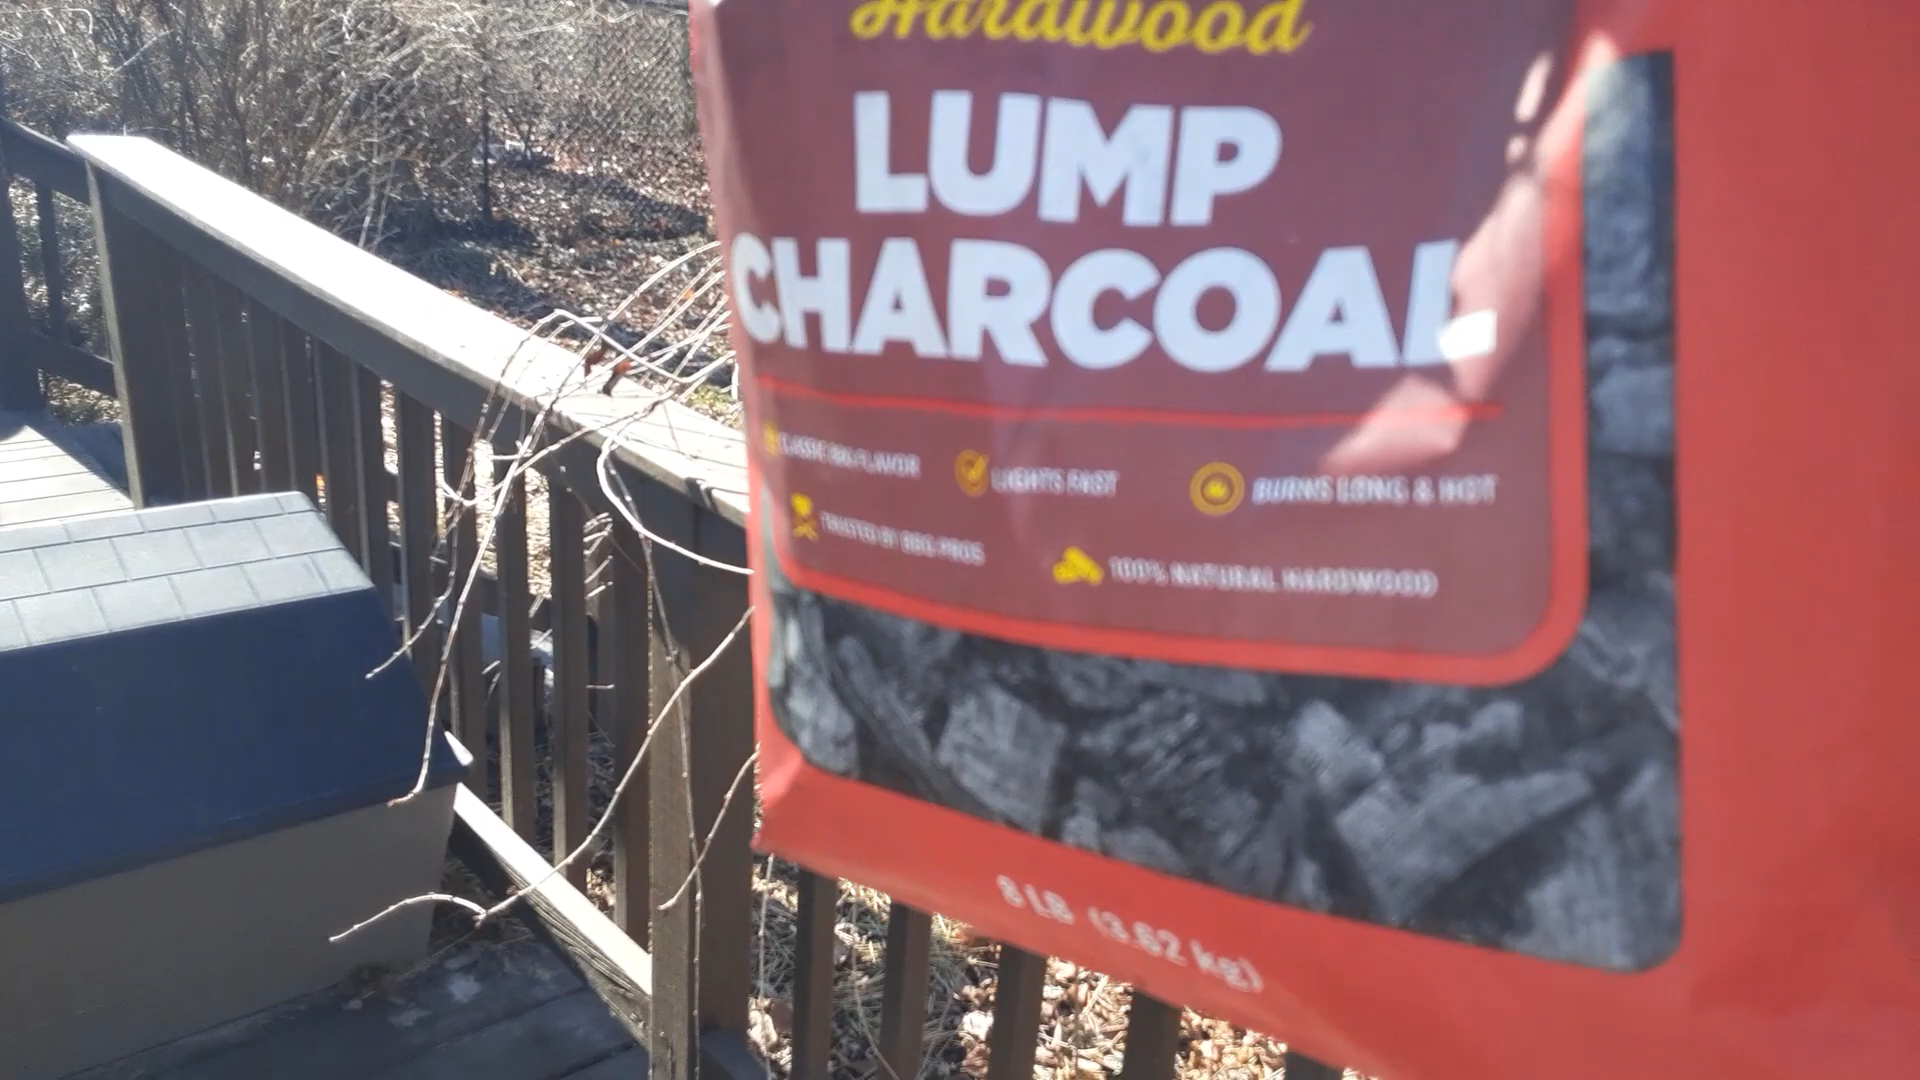 Hardwood
LUMP
CHARCOAL
CLASSIC BBQ FLAVOR
LIGHTS FAST
BURNS LONG & HOT
TRUSTED BY BBQ PROS
100% NATURAL HARDWOOD
8 LB (3.62 kg)